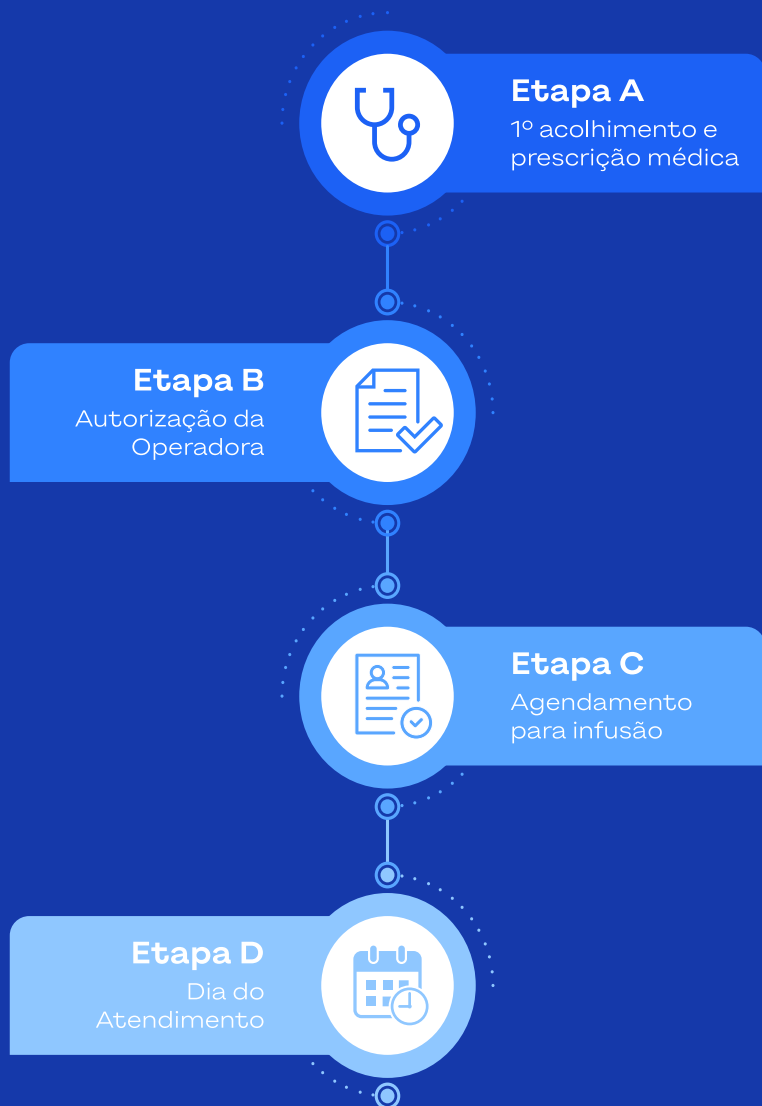 Etapa A
1º acolhimento e
prescrição médica
Etapa B
Autorização da
Operadora
Etapa C
Agendamento
para infusão
Etapa D
Dia do
Atendimento